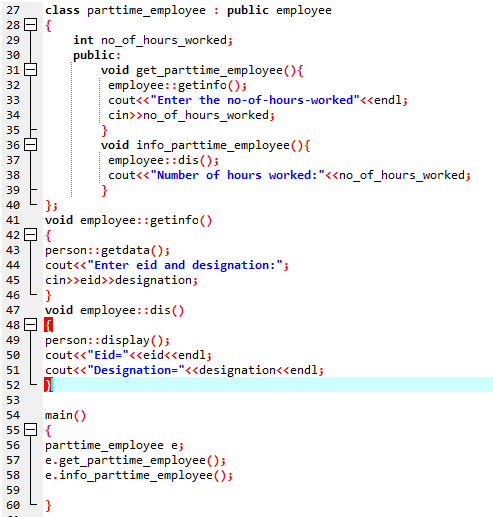 27 class parttime_employee : public employee
28 {
29     int no_of_hours_worked;
30     public:
31         void get_parttime_employee(){
32          employee::getinfo();
33          cout<<"Enter the no-of-hours-worked"<<endl;
34          cin>>no_of_hours_worked;
35         }
36         void info_parttime_employee(){
37          employee::dis();
38          cout<<"Number of hours worked:"<<no_of_hours_worked;
39         }
40 };
41 void employee::getinfo()
42 {
43 person::getdata();
44 cout<<"Enter eid and designation:";
45 cin>>eid>>designation;
46 }
47 void employee::dis()
48 {
49 person::display();
50 cout<<"Eid="<<eid<<endl;
51 cout<<"Designation="<<designation<<endl;
52 }
53
54 main()
55 {
56 parttime_employee e;
57 e.get_parttime_employee();
58 e.info_parttime_employee();
59
60 }